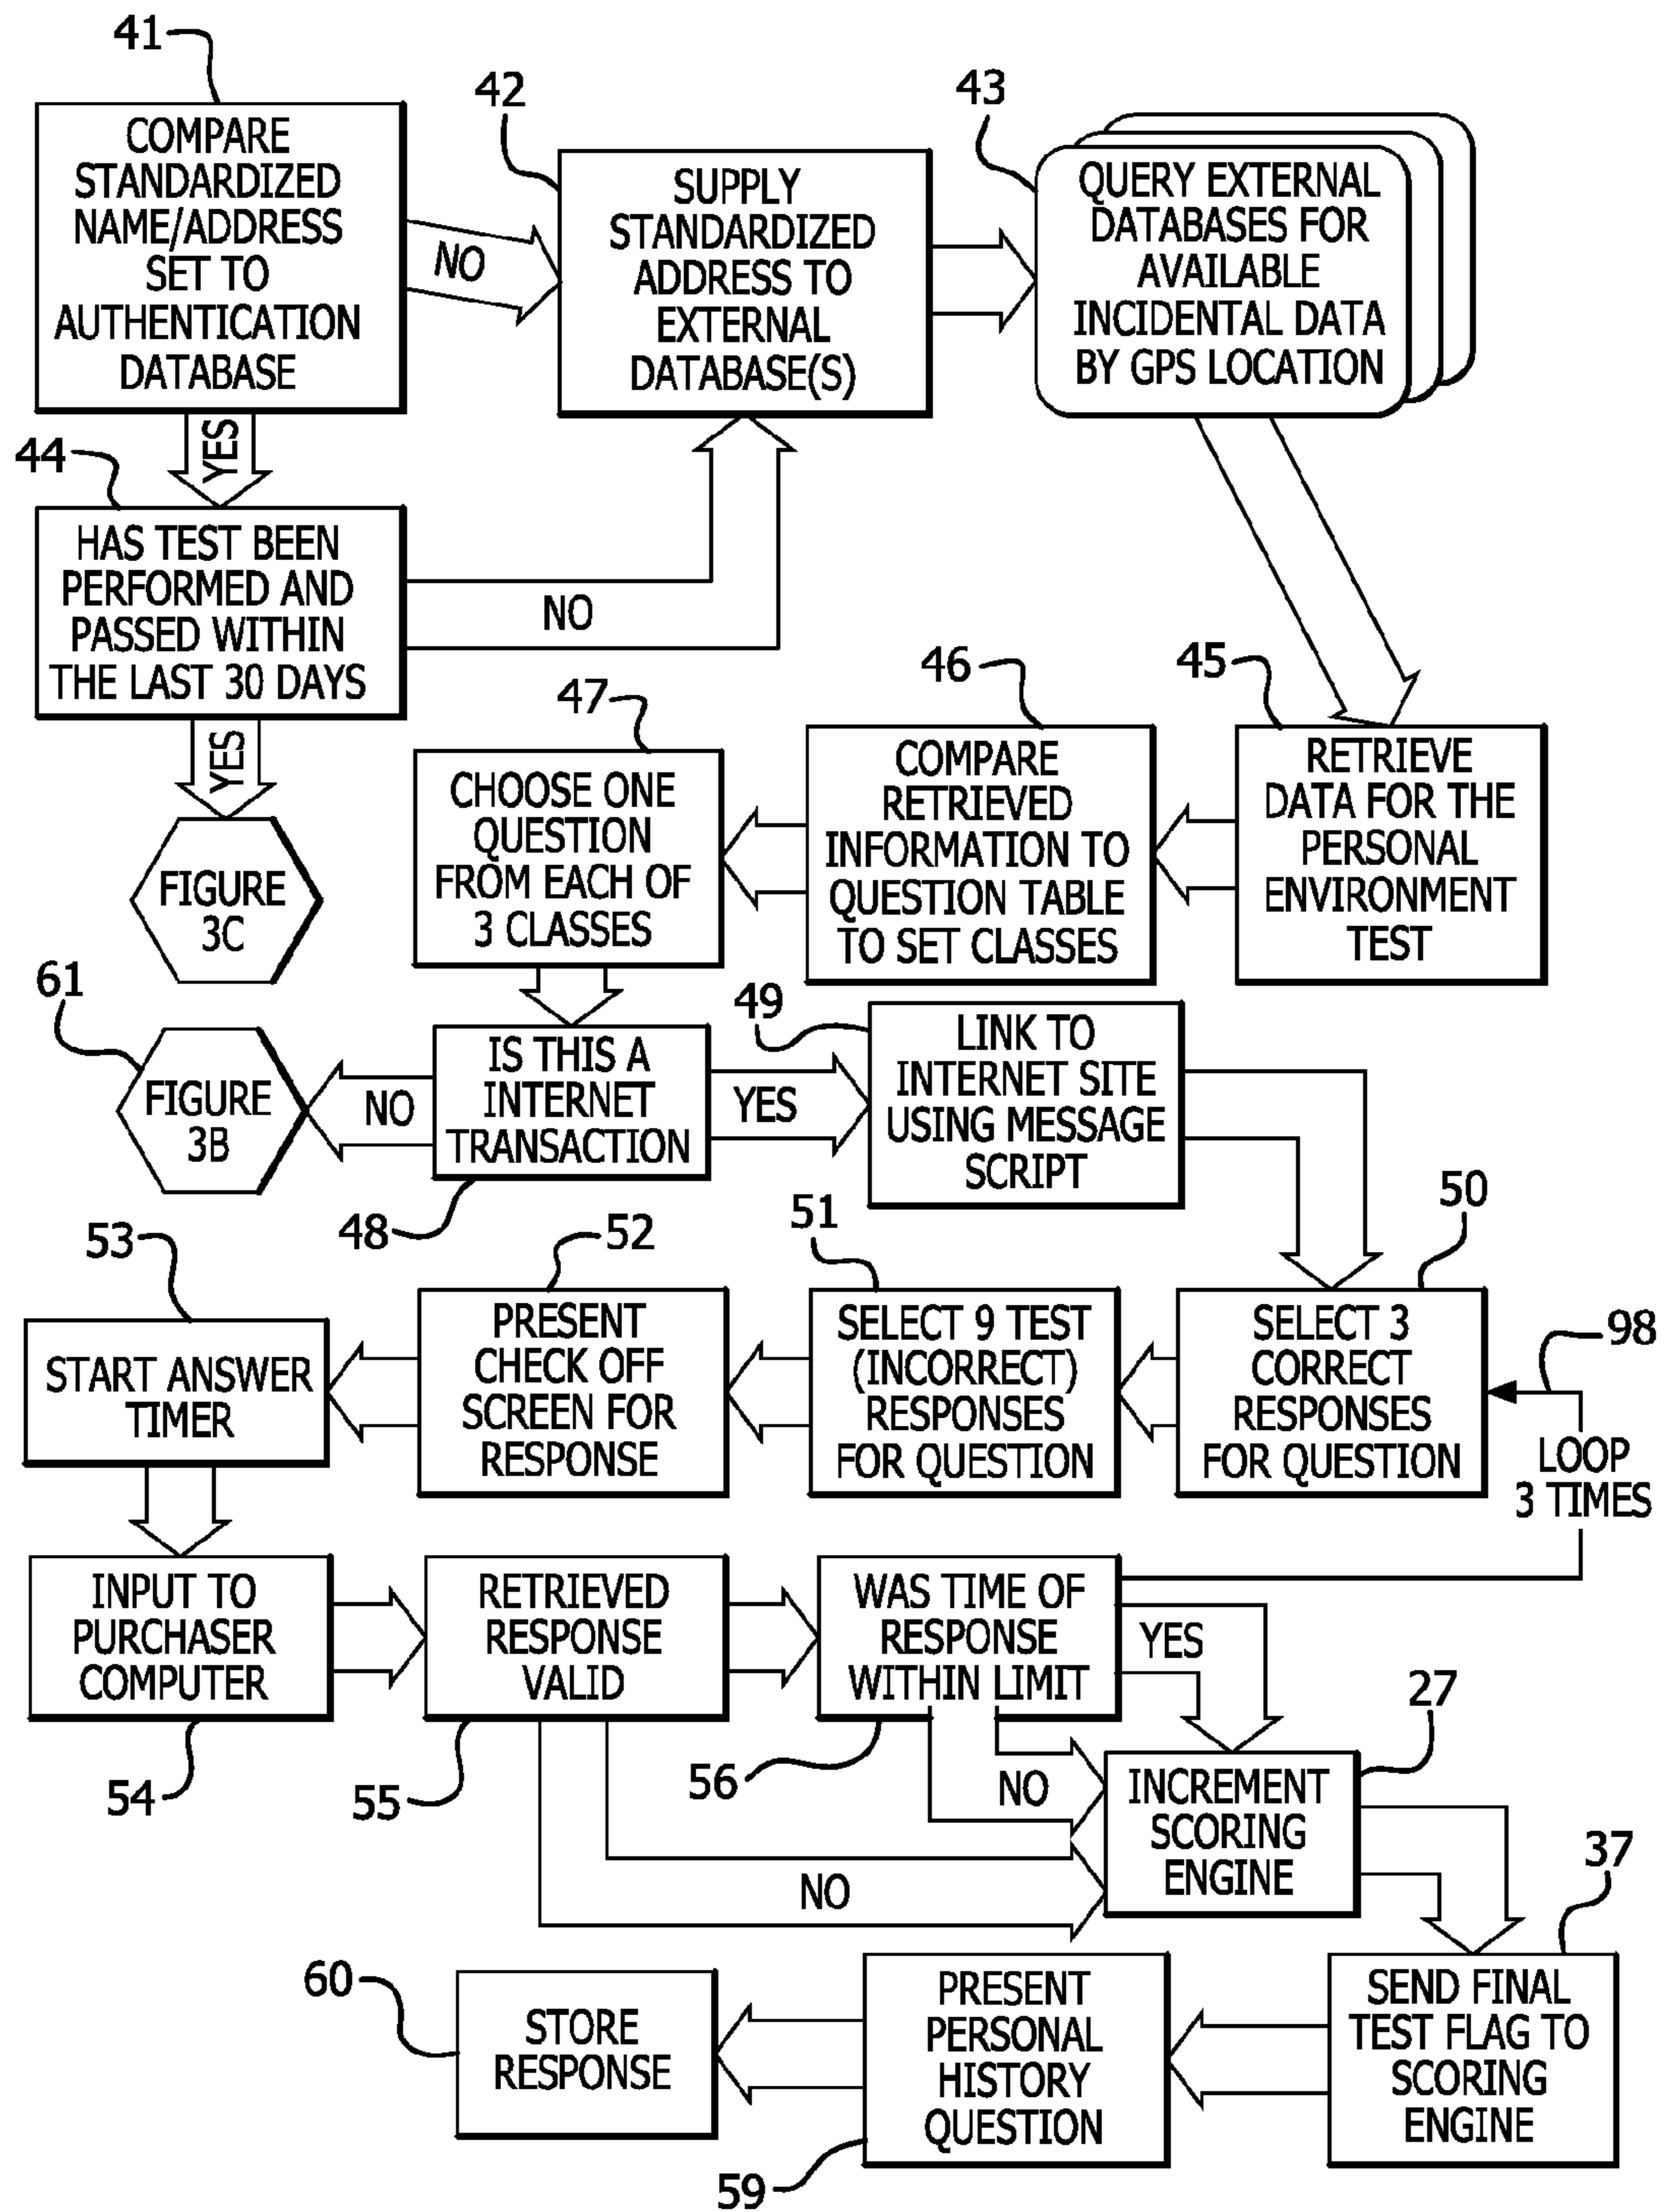 41
COMPARE
STANDARDIZED
NAME/ADDRESS
SET TO
AUTHENTICATION
DATABASE
NO
42
SUPPLY
STANDARDIZED
ADDRESS TO
EXTERNAL
DATABASE(S)
43
QUERY EXTERNAL
DATABASES FOR
AVAILABLE
INCIDENTAL DATA
BY GPS LOCATION
YES
44
HAS TEST BEEN
PERFORMED AND
PASSED WITHIN
THE LAST 30 DAYS
NO
YES
FIGURE
3C
45
RETRIEVE
DATA FOR THE
PERSONAL
ENVIRONMENT
TEST
46
COMPARE
RETRIEVED
INFORMATION TO
QUESTION TABLE
TO SET CLASSES
47
CHOOSE ONE
QUESTION
FROM EACH OF
3 CLASSES
61
FIGURE
3B
NO
IS THIS A
INTERNET
TRANSACTION
48
YES
49
LINK TO
INTERNET SITE
USING MESSAGE
SCRIPT
50
SELECT 3
CORRECT
RESPONSES
FOR QUESTION
98
LOOP
3 TIMES
51
SELECT 9 TEST
(INCORRECT)
RESPONSES
FOR QUESTION
52
PRESENT
CHECK OFF
SCREEN FOR
RESPONSE
53
START ANSWER
TIMER
INPUT TO
PURCHASER
COMPUTER
54
RETRIEVED
RESPONSE
VALID
55
WAS TIME OF
RESPONSE
WITHIN LIMIT
56
YES
NO
NO
27
INCREMENT
SCORING
ENGINE
37
SEND FINAL
TEST FLAG TO
SCORING
ENGINE
PRESENT
PERSONAL
HISTORY
QUESTION
59
60
STORE
RESPONSE